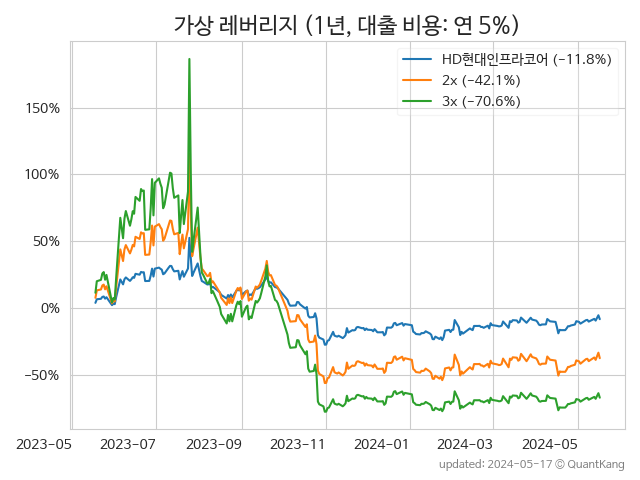 가상 레버리지 (1년, 대출 비용: 연 5%)
HD현대인프라코어 (−11.8%)
2x (−42.1%)
3x (−70.6%)
150%
100%
50%
0%
−50%
2023−05 2023−07 2023−09 2023−11 2024−01 2024−03 2024−05
updated: 2024−05−17 © QuantKang